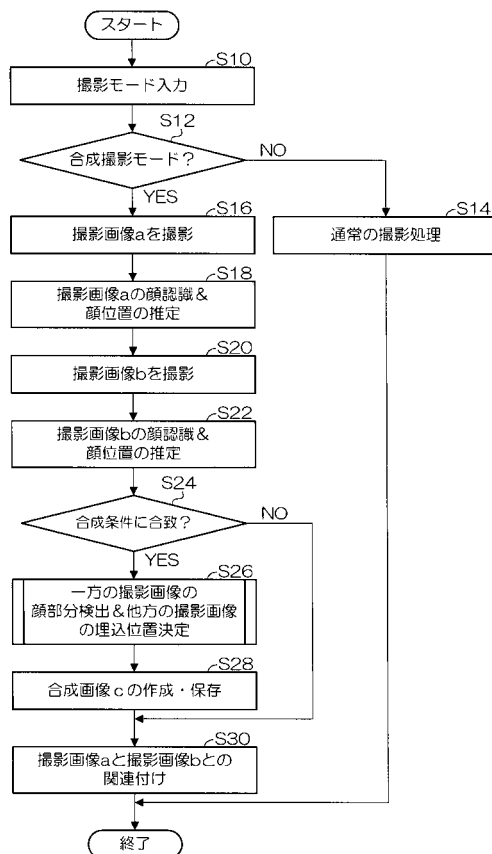 スタート
S10
撮影モード入力
S12
合成撮影モード?
NO
YES
S14
通常の撮影処理
S16
撮影画像aを撮影
S18
撮影画像aの顔認識&
顔位置の推定
S20
撮影画像bを撮影
S22
撮影画像bの顔認識&
顔位置の推定
S24
合成条件に合致?
NO
YES
S26
一方の撮影画像の
顔部分検出&他方の撮影画像
の埋込位置決定
S28
合成画像cの作成・保存
S30
撮影画像aと撮影画像bとの
関連付け
終了